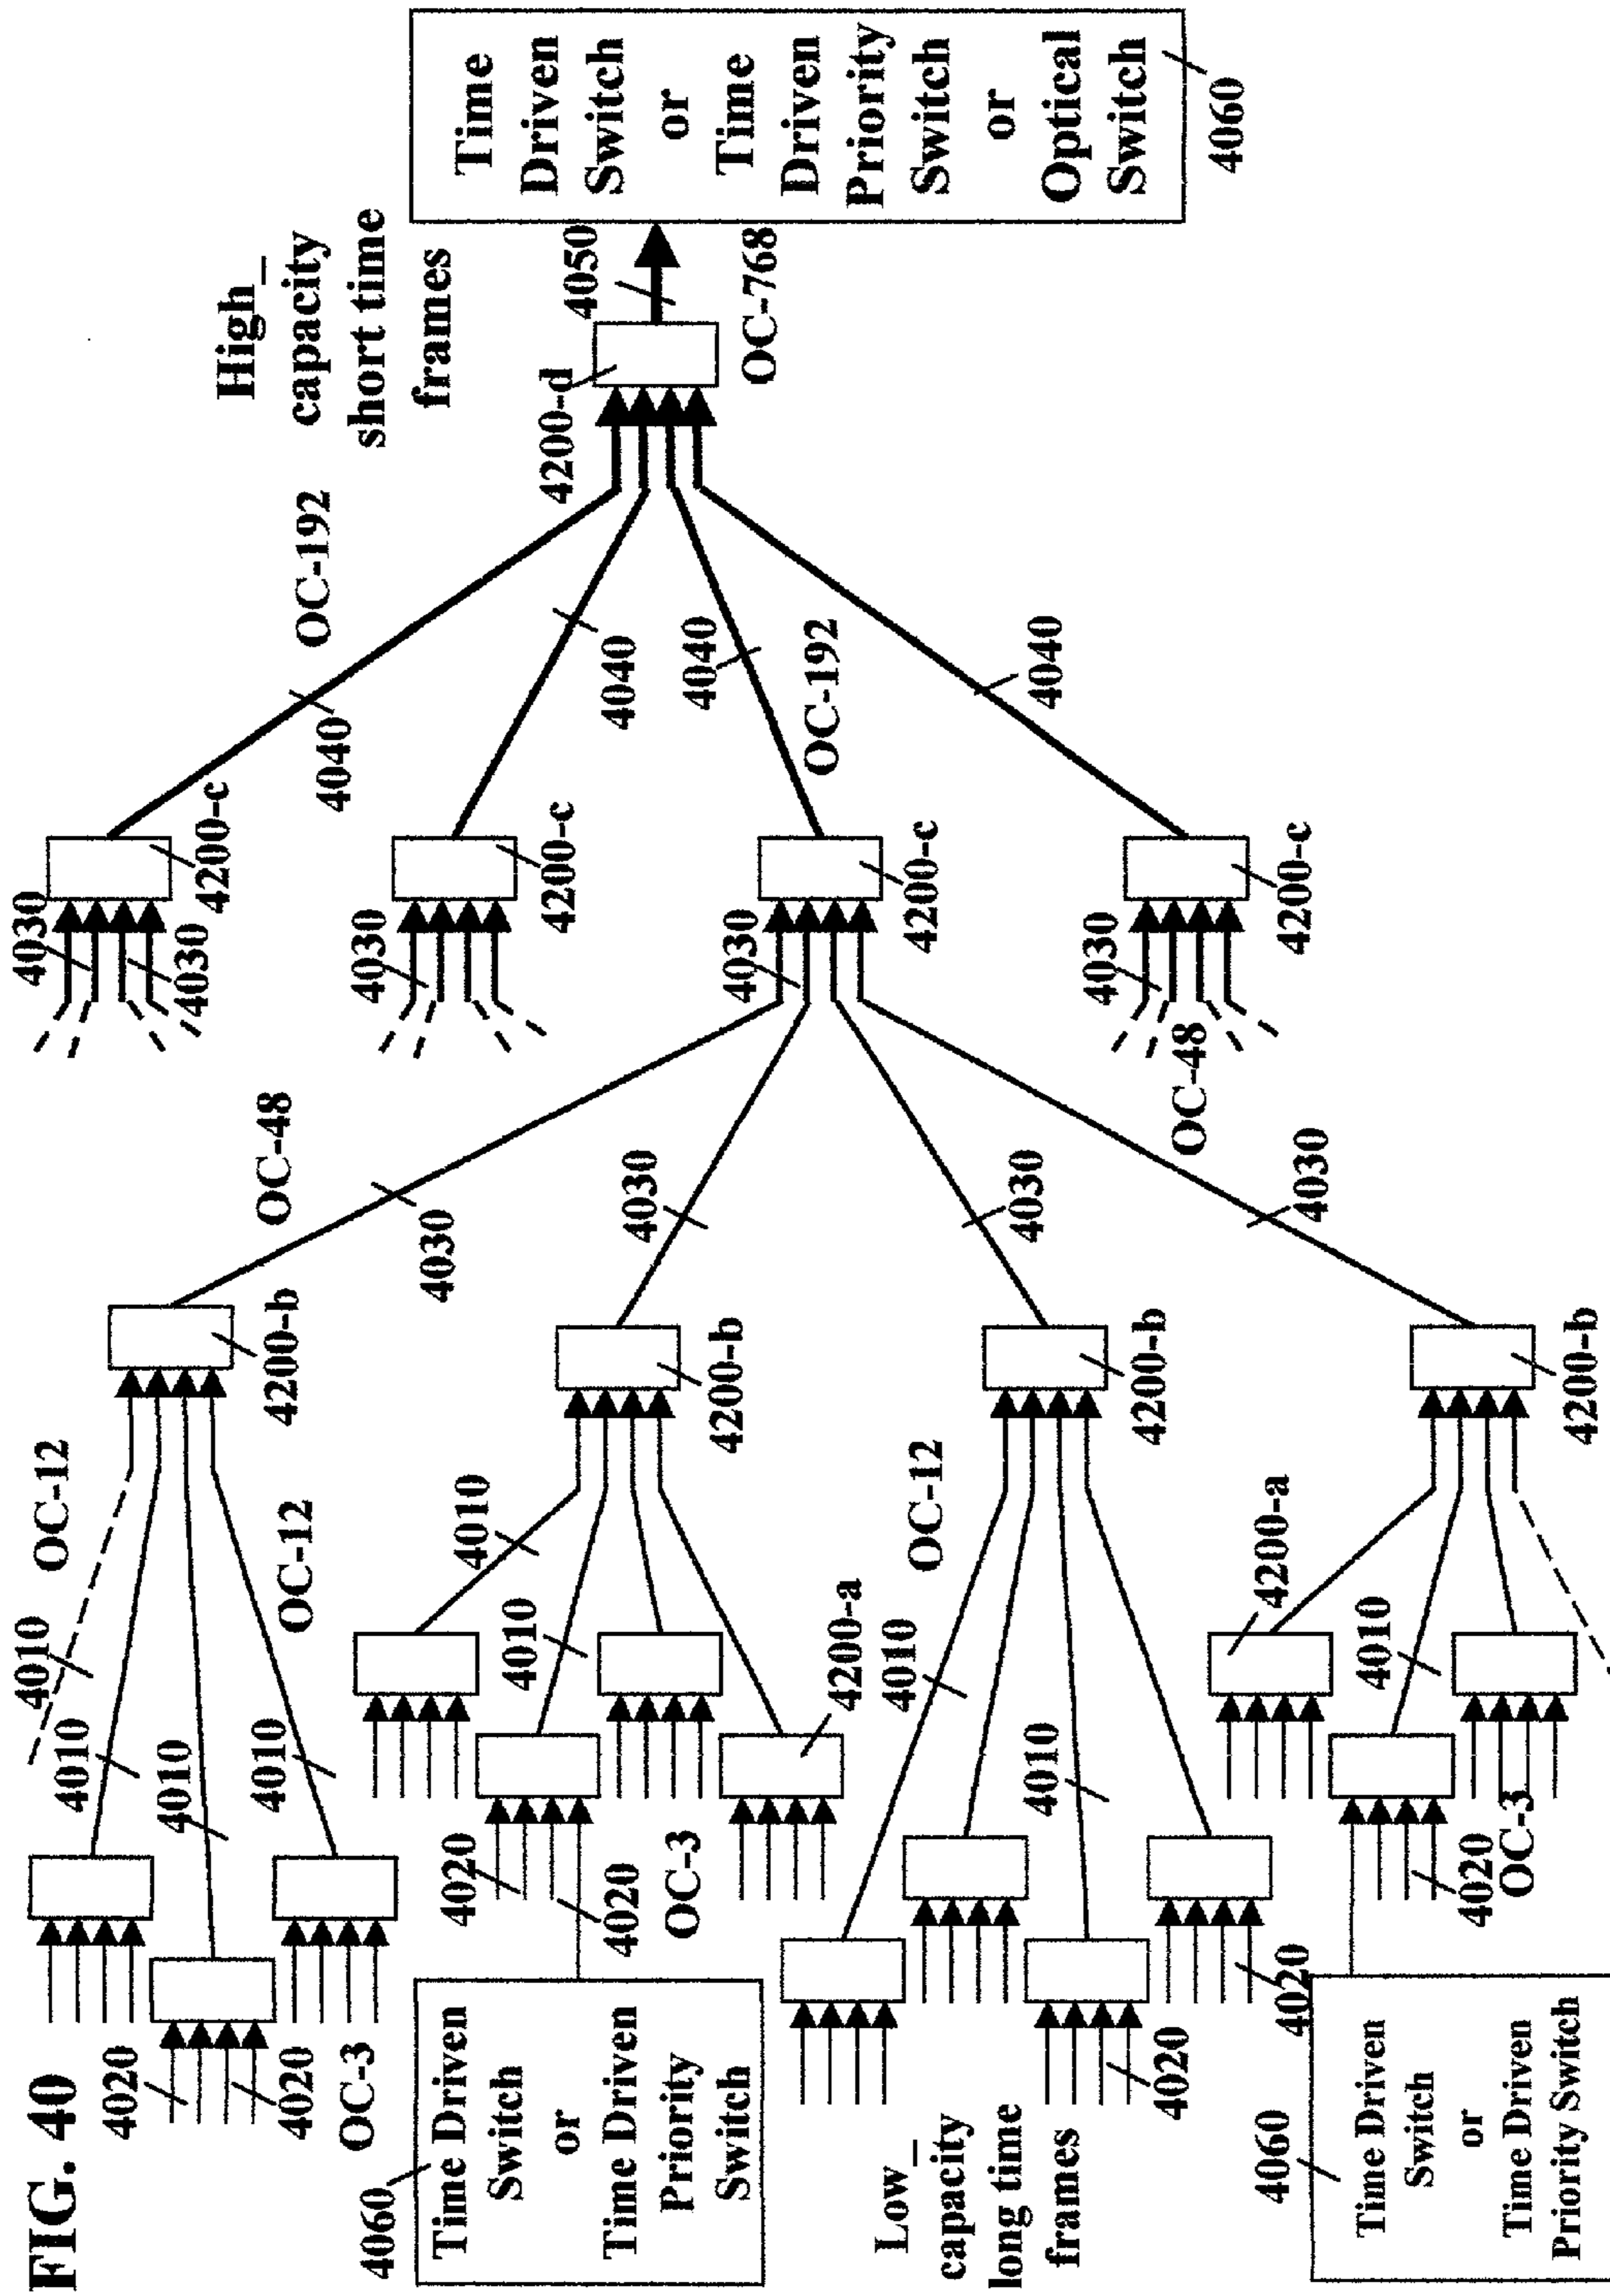 FIG. 40
4020
4020
OC-3
4060
Time Driven
Switch
or
Time Driven
Priority
Switch
4020
4020
OC-3
Low_
capacity
long time
frames
4020
4020
4060
Time Driven
Switch
or
Time Driven
Priority Switch
4020
OC-3
4010
4010
4010
4010
OC-12
OC-12
4010
4010
4200-a
4010
OC-12
4010
4200-a
4010
4200-b
4200-b
4200-b
4200-b
OC-48
4030
4030
4030
4030
OC-48
4030
4030
4200-c
4030
4200-c
4030
4200-c
4030
4200-c
4040
OC-192
4040
4040
OC-192
4040
High_
capacity
short time
frames
4200-d
4050
OC-768
Time
Driven
Switch
or
Time
Driven
Priority
Switch
or
Optical
Switch
4060